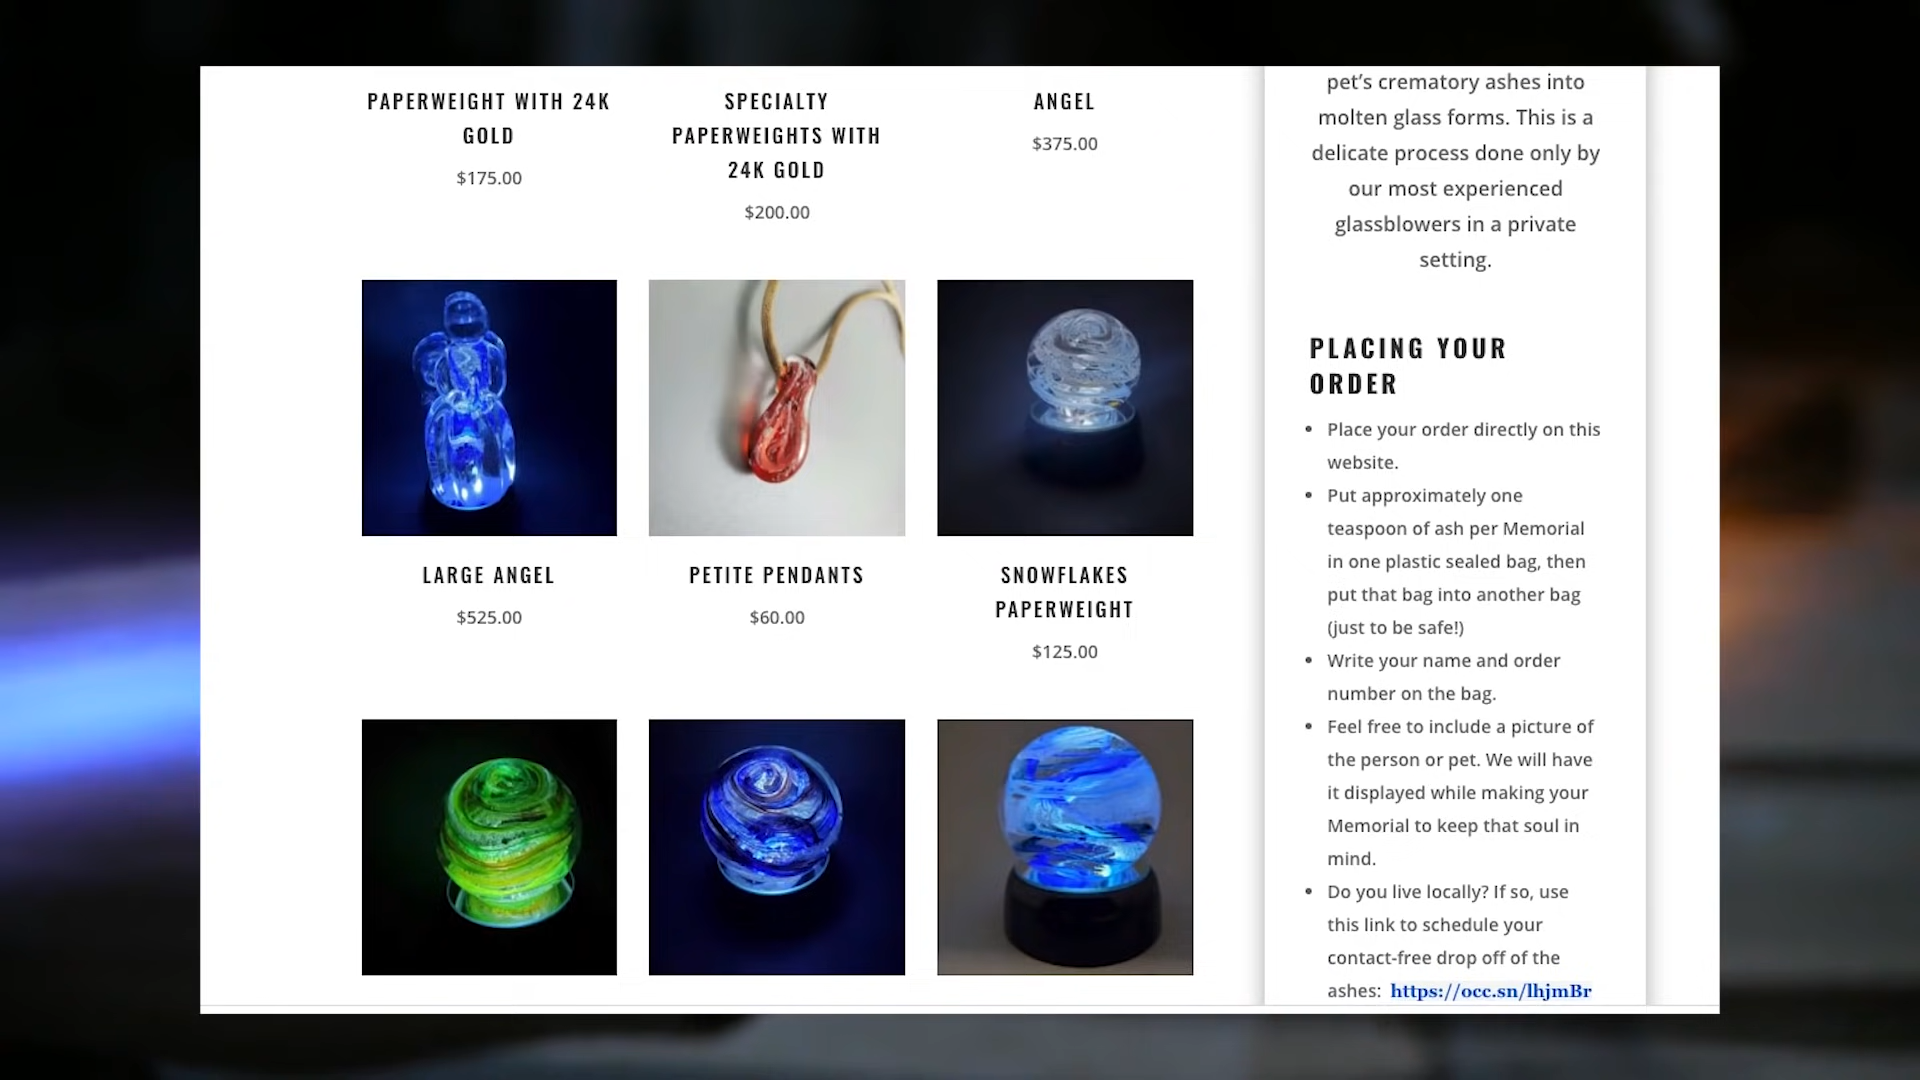 PAPERWEIGHT WITH 24K
GOLD
$175.00
SPECIALTY
PAPERWEIGHTS WITH
24K GOLD
$200.00
ANGEL
$375.00
LARGE ANGEL
$525.00
PETITE PENDANTS
$60.00
SNOWFLAKES
PAPERWEIGHT
$125.00
pet’s crematory ashes into
molten glass forms. This is a
delicate process done only by
our most experienced
glassblowers in a private
setting.
PLACING YOUR
ORDER
• Place your order directly on this
website.
• Put approximately one
teaspoon of ash per Memorial
in one plastic sealed bag, then
put that bag into another bag
(just to be safe!)
• Write your name and order
number on the bag.
• Feel free to include a picture of
the person or pet. We will have
it displayed while making your
Memorial to keep that soul in
mind.
• Do you live locally? If so, use
this link to schedule your
contact-free drop off of the
ashes: https://occ.sn/lhjmBr